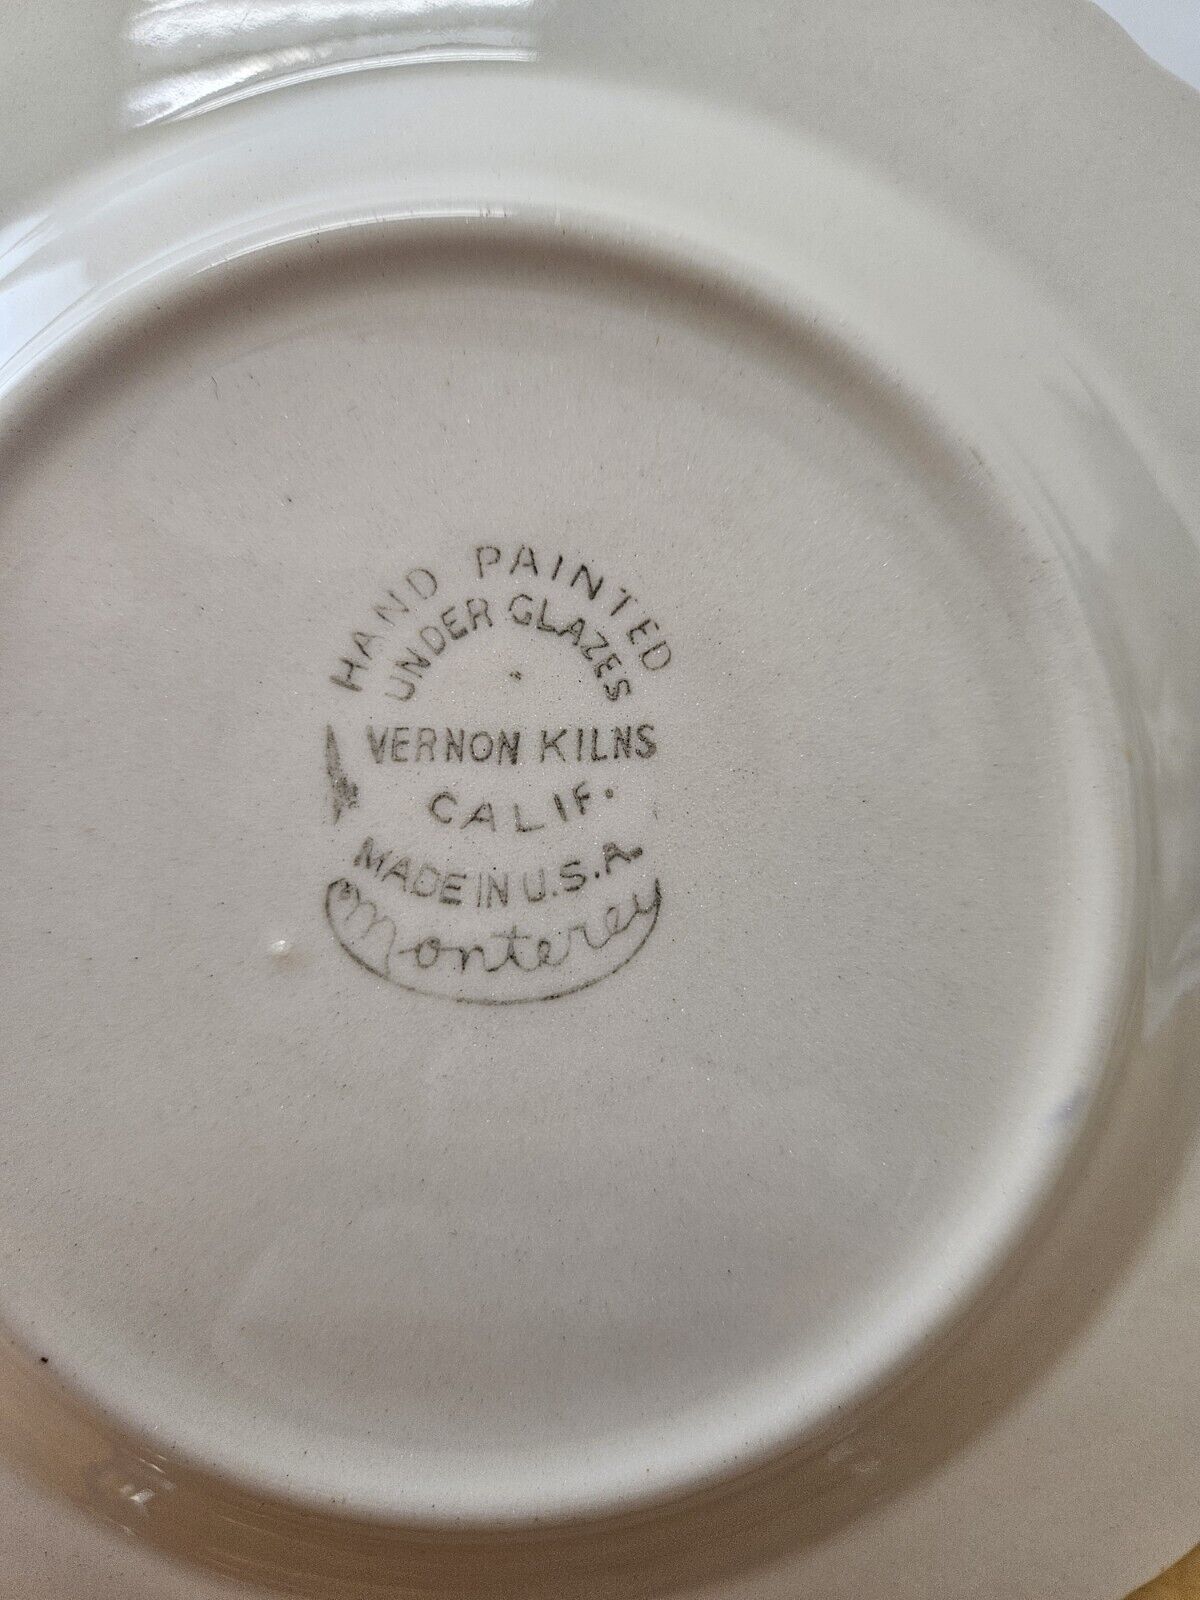 HAND PAINTED
UNDER GLAZES
VERNON KILNS
CALIF.
MADE IN U.S.A.
Monterey